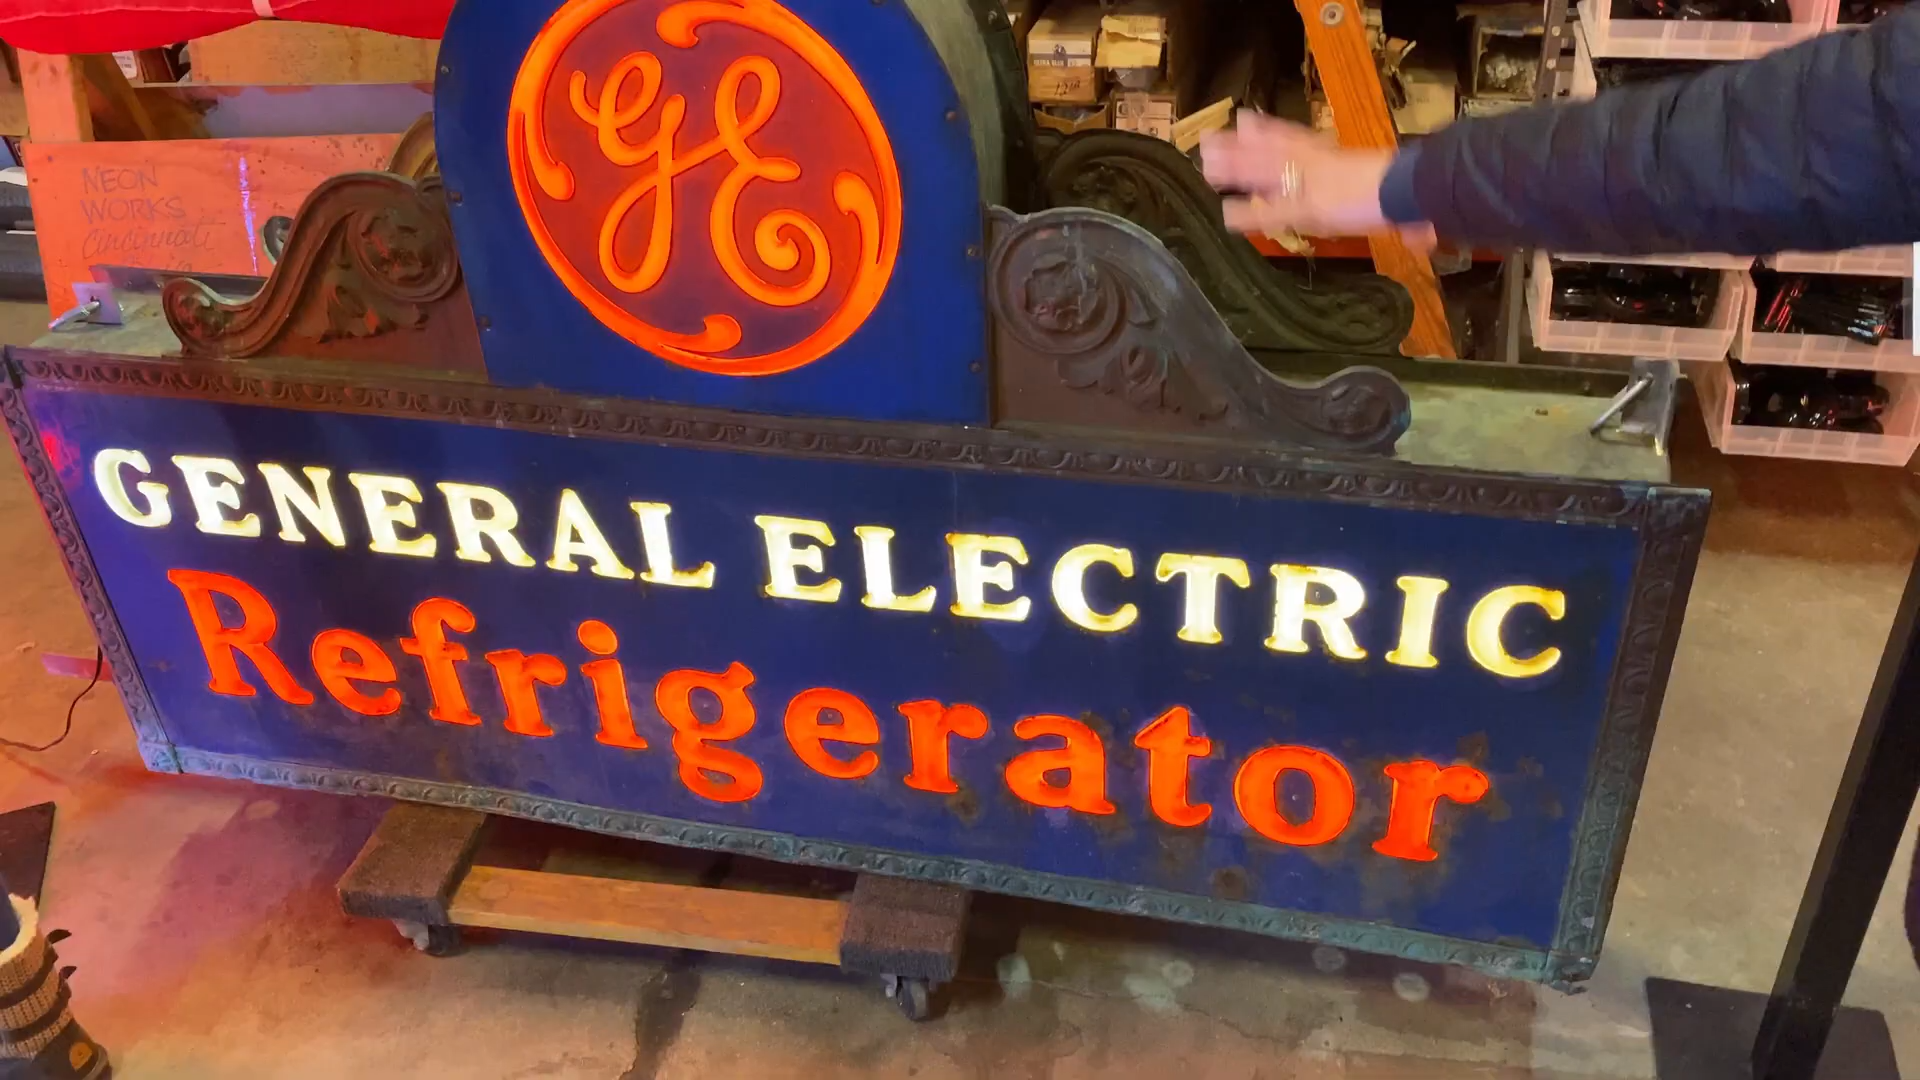 GE
NEON
WORKS
Cincinnati
GENERAL ELECTRIC
Refrigerator